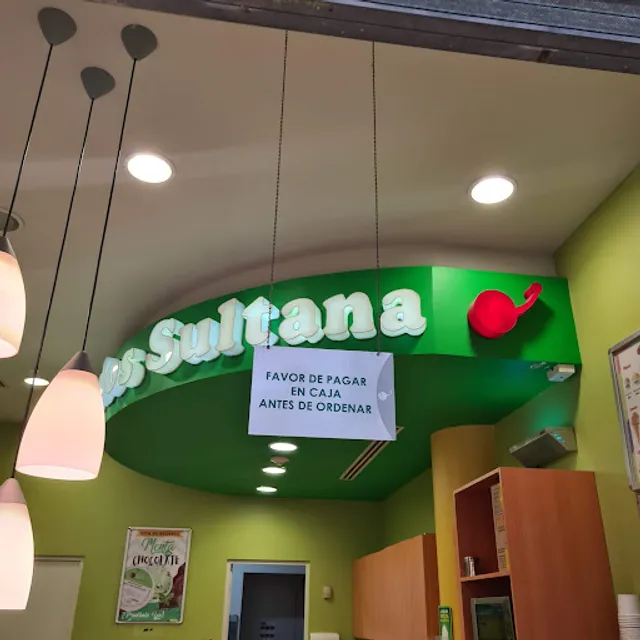 Sultana
FAVOR DE PAGAR
EN CAJA
ANTES DE ORDENAR
Menta
CHOCOLATE